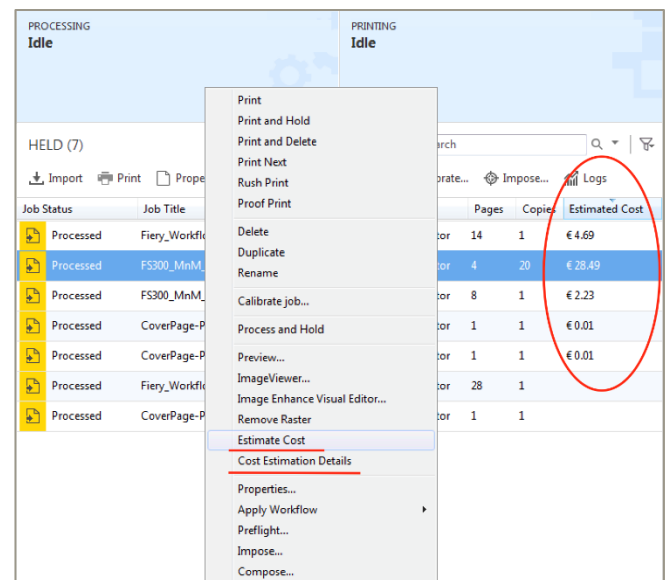 PROCESSING
Idle
PRINTING
Idle
HELD (7)
Import Print Prope
Job Status Job Title
Processed Fiery_Workflo
Processed FS300_MnM_
Processed FS300_MnM_
Processed CoverPage-P
Processed CoverPage-P
Processed Fiery_Workflo
Processed CoverPage-P
Print
Print and Hold
Print and Delete
Print Next
Rush Print
Proof Print
Delete
Duplicate
Rename
Calibrate job...
Process and Hold
Preview...
ImageViewer...
Image Enhance Visual Editor...
Remove Raster
Estimate Cost
Cost Estimation Details
Properties...
Apply Workflow
Preflight...
Impose...
Compose...
arch
brate... Impose... Logs
Pages Copies Estimated Cost
tor 14 1 € 4.69
tor 4 20 € 28.49
tor 8 1 € 2.23
tor 1 1 € 0.01
tor 1 1 € 0.01
tor 28 1
tor 1 1